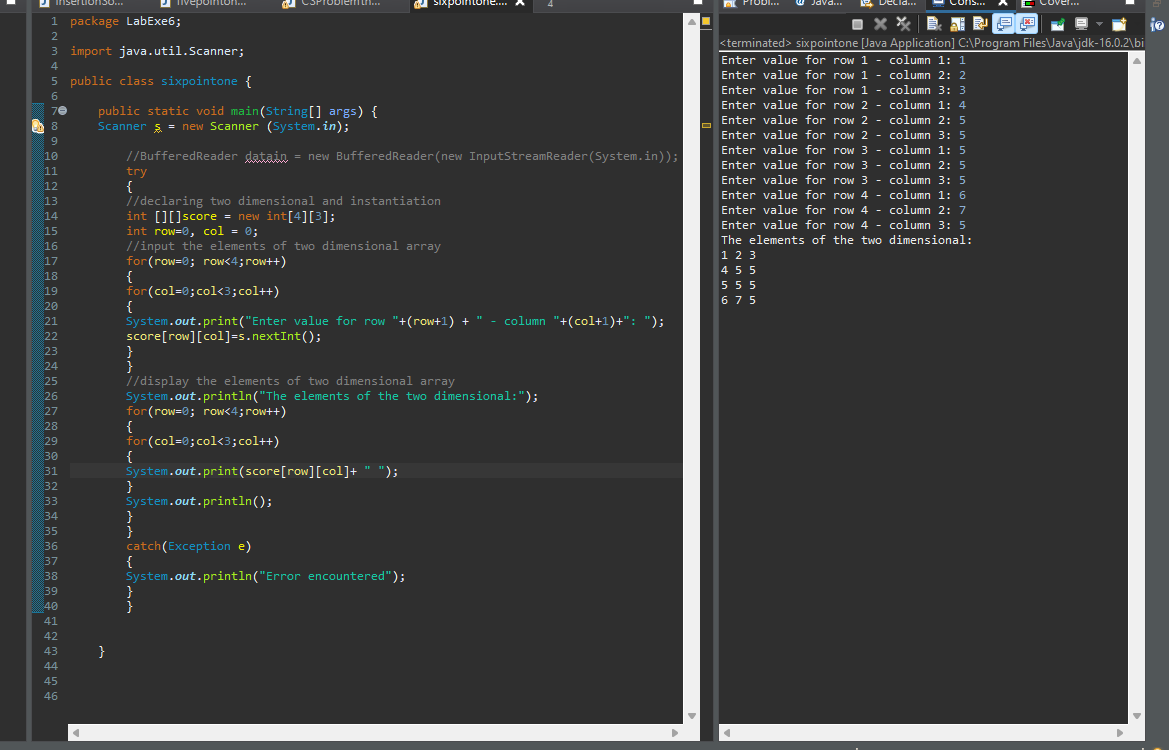 InsertionSo...
fivepointon...
CSProblemth...
sixpointone....
4
Probl...
Java...
Decla...
Cons...
Cover...
<terminated> sixpointone [Java Application] C:\Program Files\Java\jdk-16.0.2\bi
1 package LabExe6;
2
3 import java.util.Scanner;
4
5 public class sixpointone {
6
7 public static void main(String[] args) {
8 Scanner s = new Scanner (System.in);
9
10 //BufferedReader datain = new BufferedReader(new InputStreamReader(System.in));
11 try
12 {
13 //declaring two dimensional and instantiation
14 int [][]score = new int[4][3];
15 int row=0, col = 0;
16 //input the elements of two dimensional array
17 for(row=0; row<4;row++)
18 {
19 for(col=0;col<3;col++)
20 {
21 System.out.print("Enter value for row "+(row+1) + " - column "+(col+1)+": ");
22 score[row][col]=s.nextInt();
23 }
24 }
25 //display the elements of two dimensional array
26 System.out.println("The elements of the two dimensional:");
27 for(row=0; row<4;row++)
28 {
29 for(col=0;col<3;col++)
30 {
31 System.out.print(score[row][col]+ " ");
32 }
33 System.out.println();
34 }
35 }
36 catch(Exception e)
37 {
38 System.out.println("Error encountered");
39 }
40 }
41
42
43 }
44
45
46
Enter value for row 1 - column 1: 1
Enter value for row 1 - column 2: 2
Enter value for row 1 - column 3: 3
Enter value for row 2 - column 1: 4
Enter value for row 2 - column 2: 5
Enter value for row 2 - column 3: 5
Enter value for row 3 - column 1: 5
Enter value for row 3 - column 2: 5
Enter value for row 3 - column 3: 5
Enter value for row 4 - column 1: 6
Enter value for row 4 - column 2: 7
Enter value for row 4 - column 3: 5
The elements of the two dimensional:
1 2 3
4 5 5
5 5 5
6 7 5